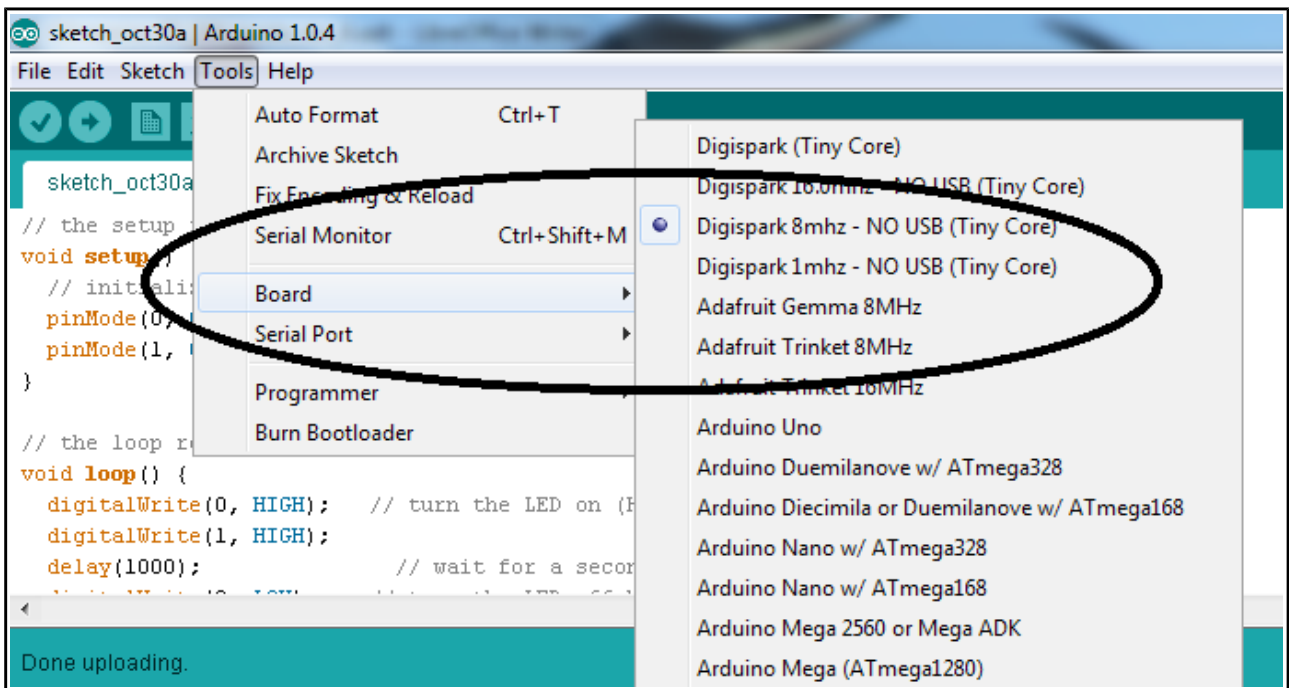 sketch_oct30a | Arduino 1.0.4
File Edit Sketch Tools Help
Auto Format Ctrl+T
Archive Sketch
Fix Encoding & Reload
Serial Monitor Ctrl+Shift+M
Board
Serial Port
Programmer
Burn Bootloader
Digispark (Tiny Core)
Digispark 16.0mhz - NO USB (Tiny Core)
Digispark 8mhz - NO USB (Tiny Core)
Digispark 1mhz - NO USB (Tiny Core)
Adafruit Gemma 8MHz
Adafruit Trinket 8MHz
Adafruit Trinket 16MHz
Arduino Uno
Arduino Duemilanove w/ ATmega328
Arduino Diecimila or Duemilanove w/ ATmega168
Arduino Nano w/ ATmega328
Arduino Nano w/ ATmega168
Arduino Mega 2560 or Mega ADK
Arduino Mega (ATmega1280)
sketch_oct30a
// the setup
void setup()
// initiali
pinMode(0,
pinMode(1,
}
// the loop r
void loop() {
digitalWrite(0, HIGH); // turn the LED on (H
digitalWrite(1, HIGH);
delay(1000); // wait for a secon
Done uploading.